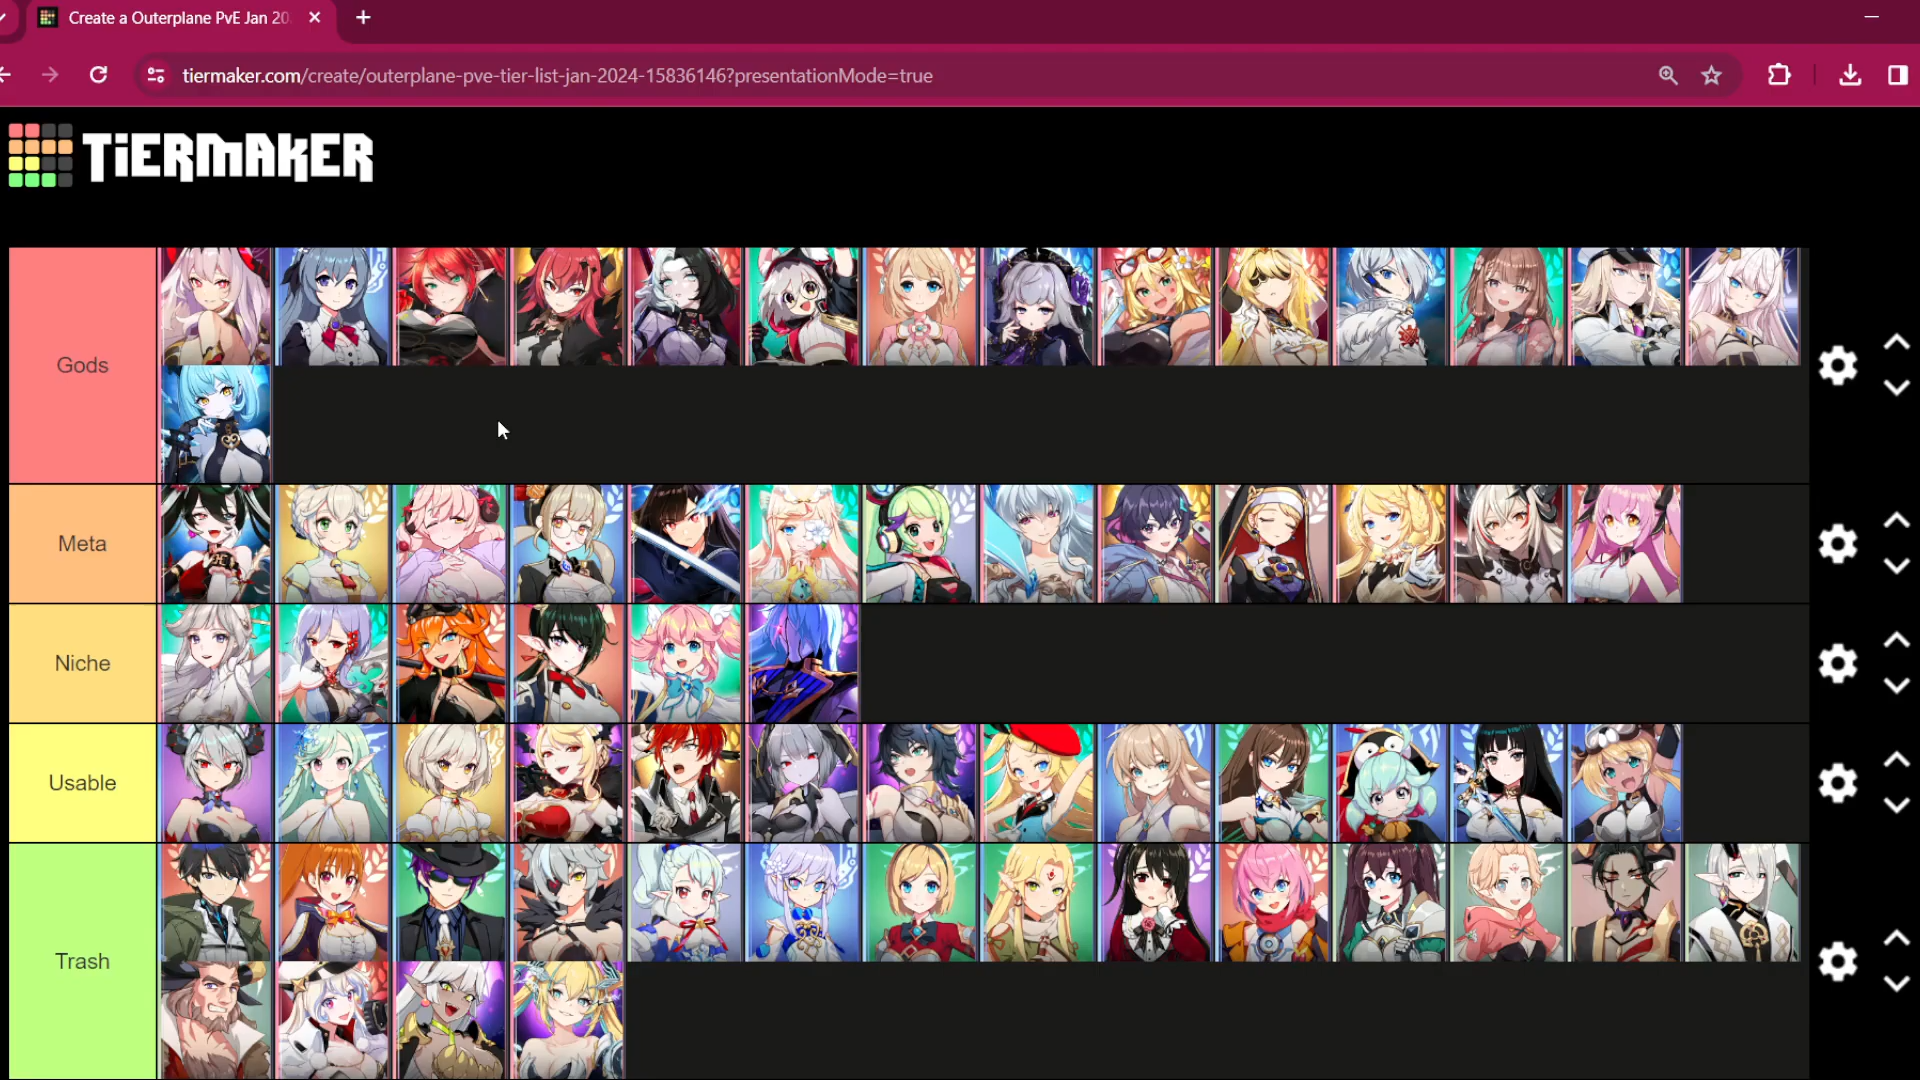 Create a Outerplane PvE Jan 20
tiermaker.com/create/outerplane-pve-tier-list-jan-2024-15836146?presentationMode=true
TiERMAKER
Gods
Meta
Niche
Usable
Trash